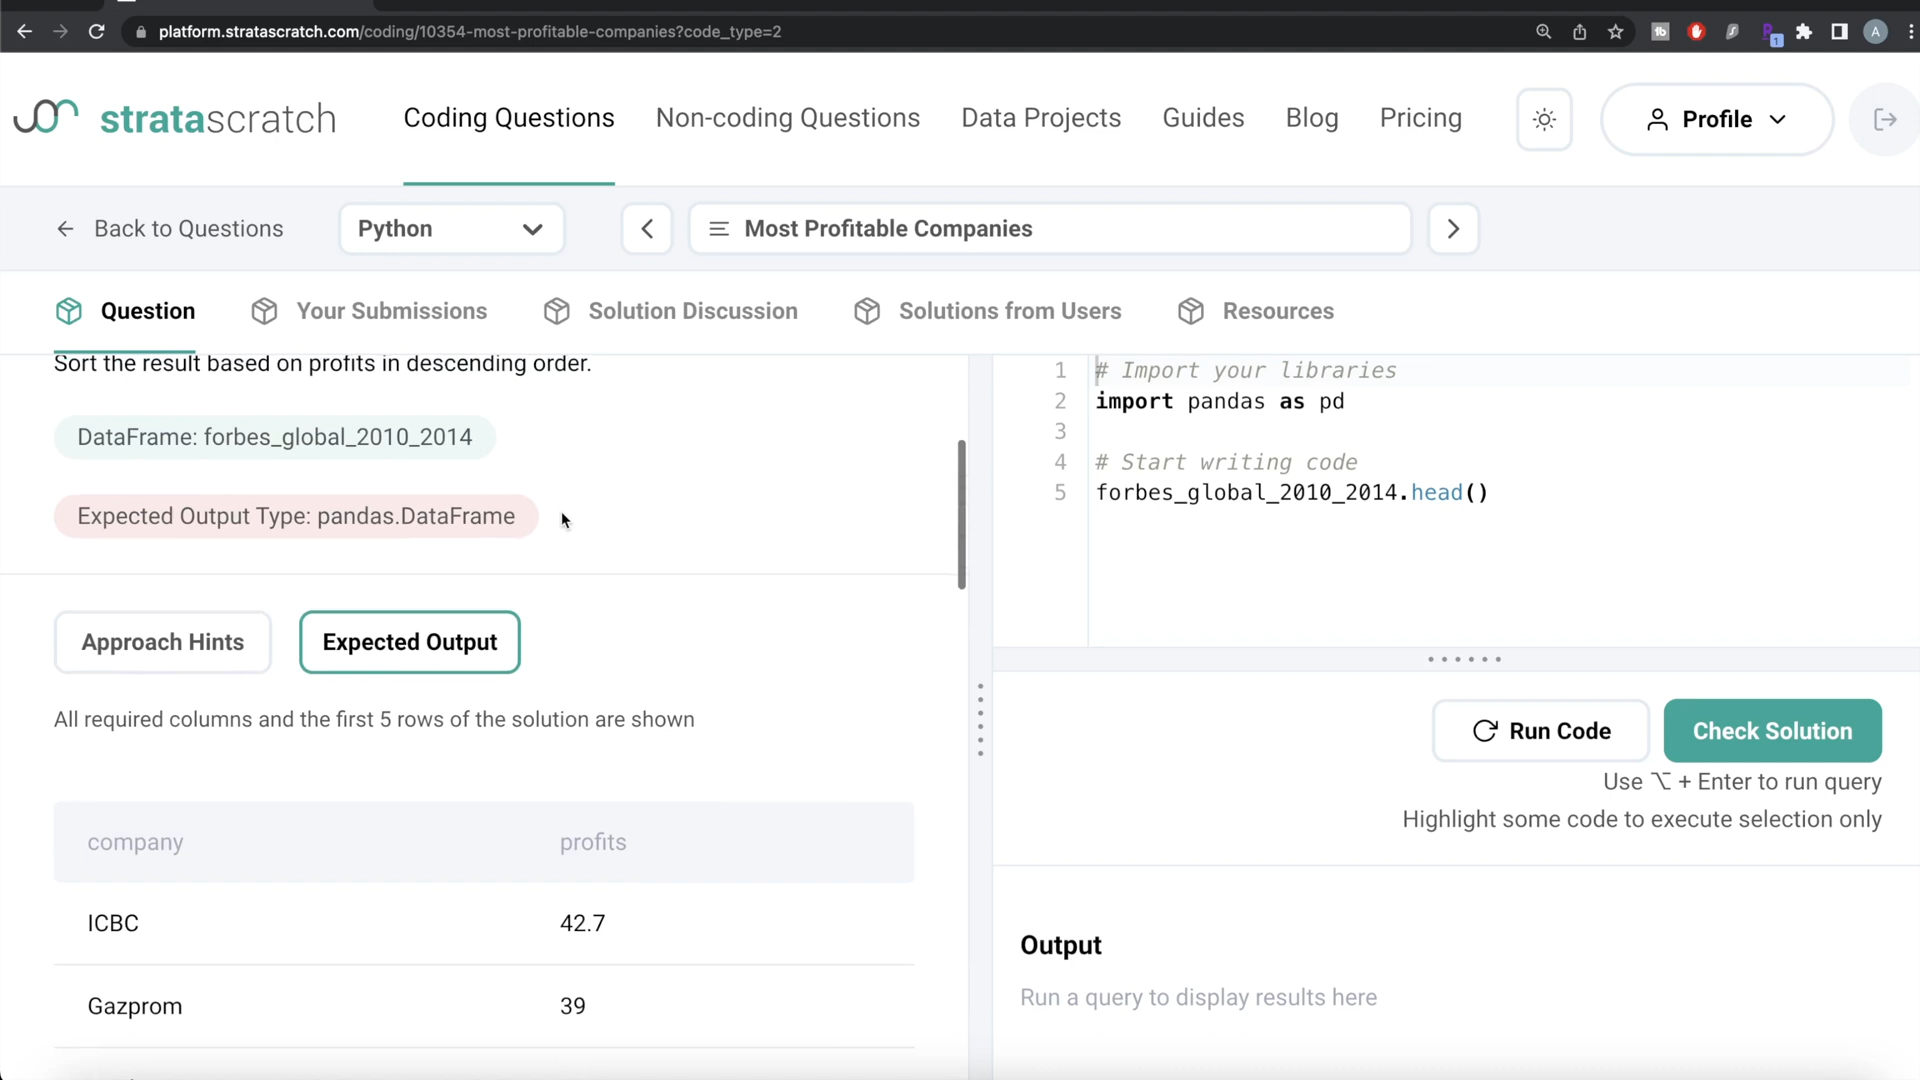 platform.stratascratch.com/coding/10354-most-profitable-companies?code_type=2
tb
1
A
stratascratch
Coding Questions
Non-coding Questions
Data Projects
Guides
Blog
Pricing
Profile
Back to Questions
Python
Most Profitable Companies
Question
Your Submissions
Solution Discussion
Solutions from Users
Resources
Sort the result based on profits in descending order.
DataFrame: forbes_global_2010_2014
Expected Output Type: pandas.DataFrame
Approach Hints
Expected Output
All required columns and the first 5 rows of the solution are shown
company profits
ICBC 42.7
Gazprom 39
1 # Import your libraries
2 import pandas as pd
3
4 # Start writing code
5 forbes_global_2010_2014.head()
Run Code
Check Solution
Use ⌥ + Enter to run query
Highlight some code to execute selection only
Output
Run a query to display results here